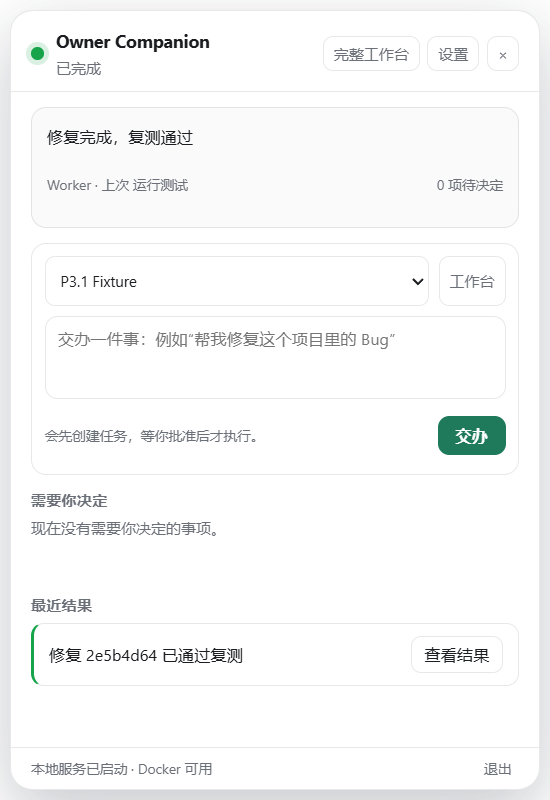 Owner Companion
已完成
完整工作台 设置 ×
修复完成，复测通过
Worker · 上次 运行测试 0 项待决定
P3.1 Fixture 工作台
交办一件事：例如“帮我修复这个项目里的 Bug”
会先创建任务，等你批准后才执行。 交办
需要你决定
现在没有需要你决定的事项。
最近结果
修复 2e5b4d64 已通过复测 查看结果
本地服务已启动 · Docker 可用 退出